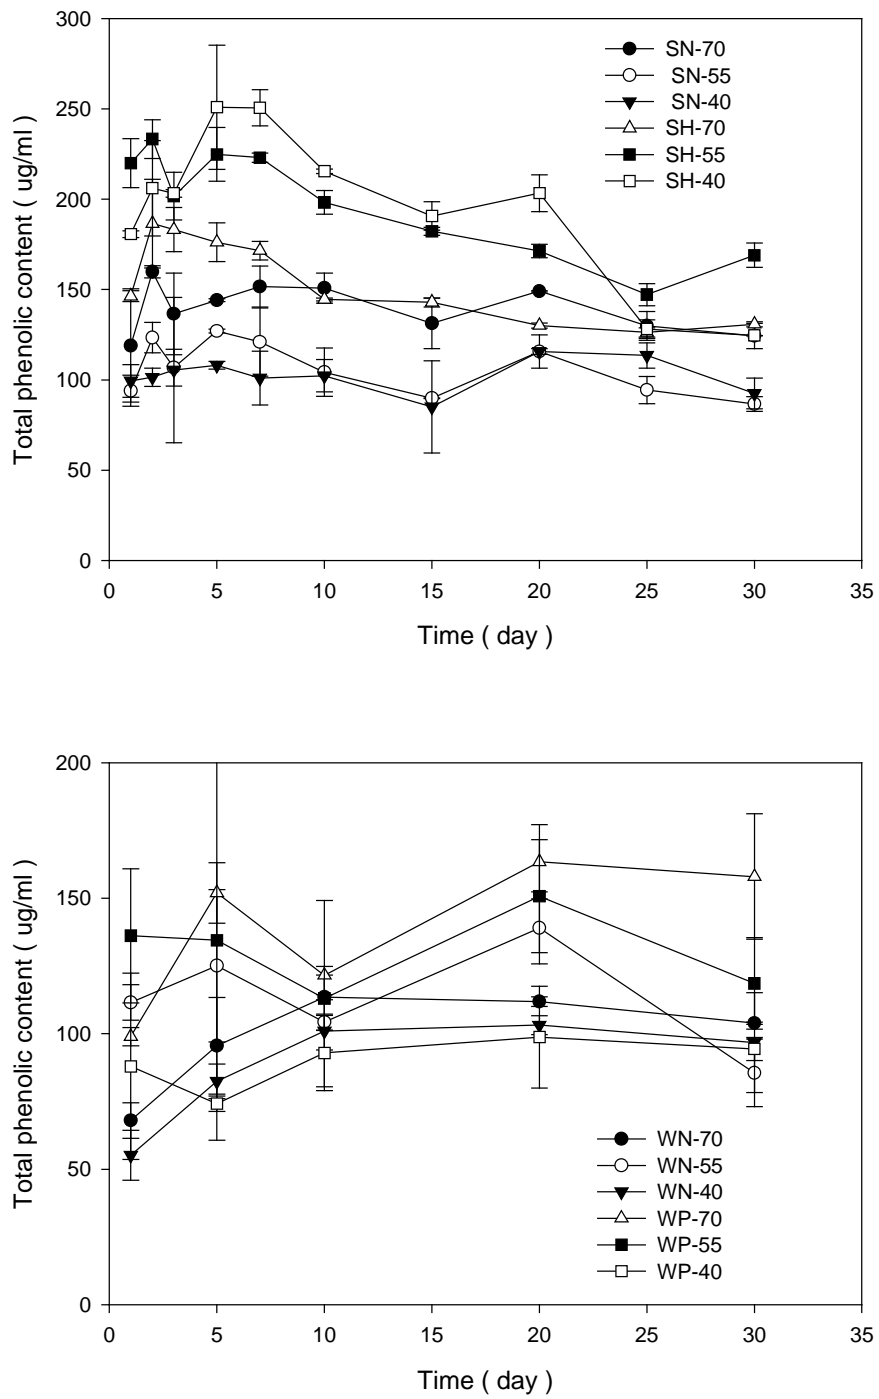 300
250
200
150
100
50
0
Total phenolic content ( ug/ml )
SN-70
SN-55
SN-40
SH-70
SH-55
SH-40
0 5 10 15 20 25 30 35
Time ( day )
200
150
100
50
0
Total phenolic content ( ug/ml )
WN-70
WN-55
WN-40
WP-70
WP-55
WP-40
0 5 10 15 20 25 30 35
Time ( day )